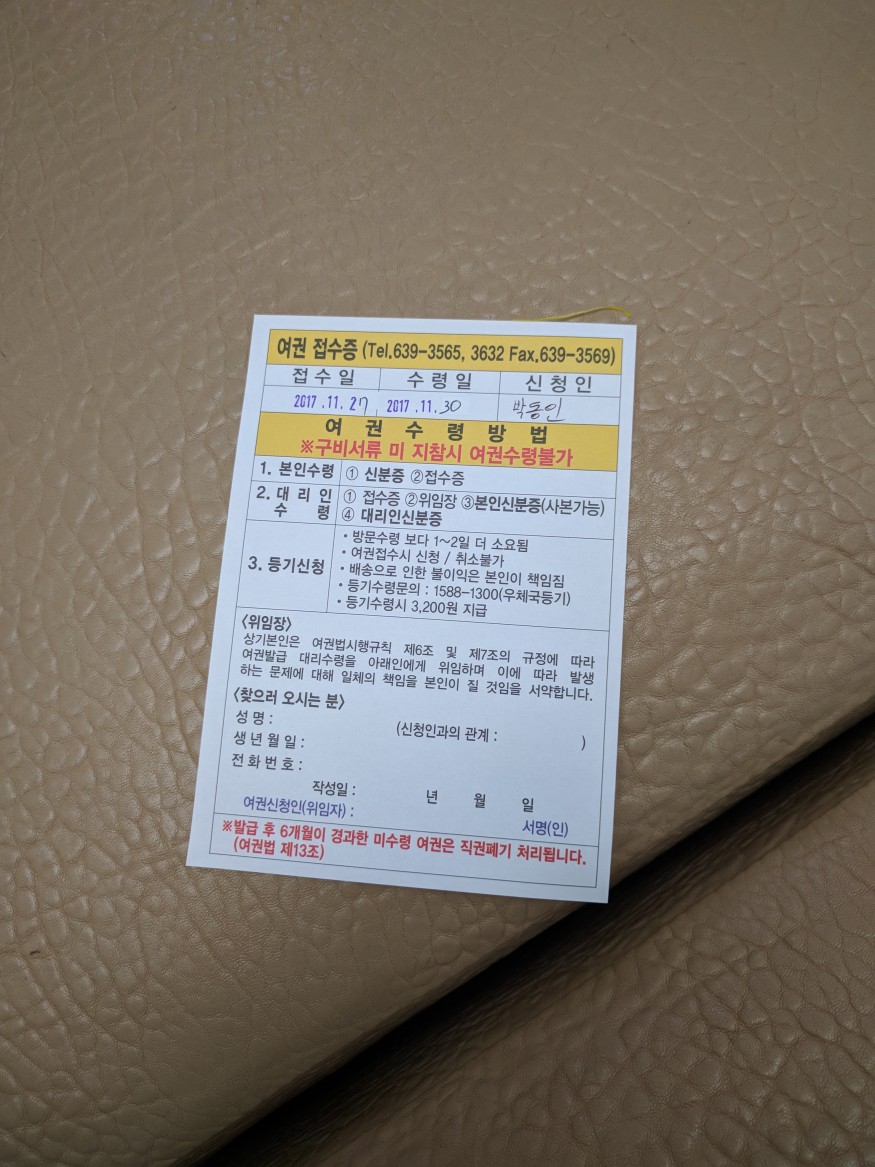 여권 접수증 (Tel.639-3565, 3632 Fax.639-3569)
접 수 일 수 령 일 신 청 인
2017 .11. 27 2017 .11. 30 박동인
여 권 수 령 방 법
※구비서류 미 지참시 여권수령불가
1. 본인수령 ① 신분증 ②접수증
2. 대 리 인 수 령 ① 접수증 ②위임장 ③본인신분증(사본가능)
④ 대리인신분증
3. 등기신청
• 방문수령 보다 1~2일 더 소요됨
• 여권접수시 신청 / 취소불가
• 배송으로 인한 불이익은 본인이 책임짐
• 등기수령문의 : 1588-1300(우체국등기)
• 등기수령시 3,200원 지급
〈위임장〉
상기본인은 여권법시행규칙 제6조 및 제7조의 규정에 따라
여권발급 대리수령을 아래인에게 위임하며 이에 따라 발생
하는 문제에 대해 일체의 책임을 본인이 질 것임을 서약합니다.
〈찾으러 오시는 분〉
성 명 : (신청인과의 관계 : )
생 년 월 일 :
전 화 번 호 :
작성일 : 년 월 일
여권신청인(위임자) : 서명(인)
※발급 후 6개월이 경과한 미수령 여권은 직권폐기 처리됩니다.
(여권법 제13조)